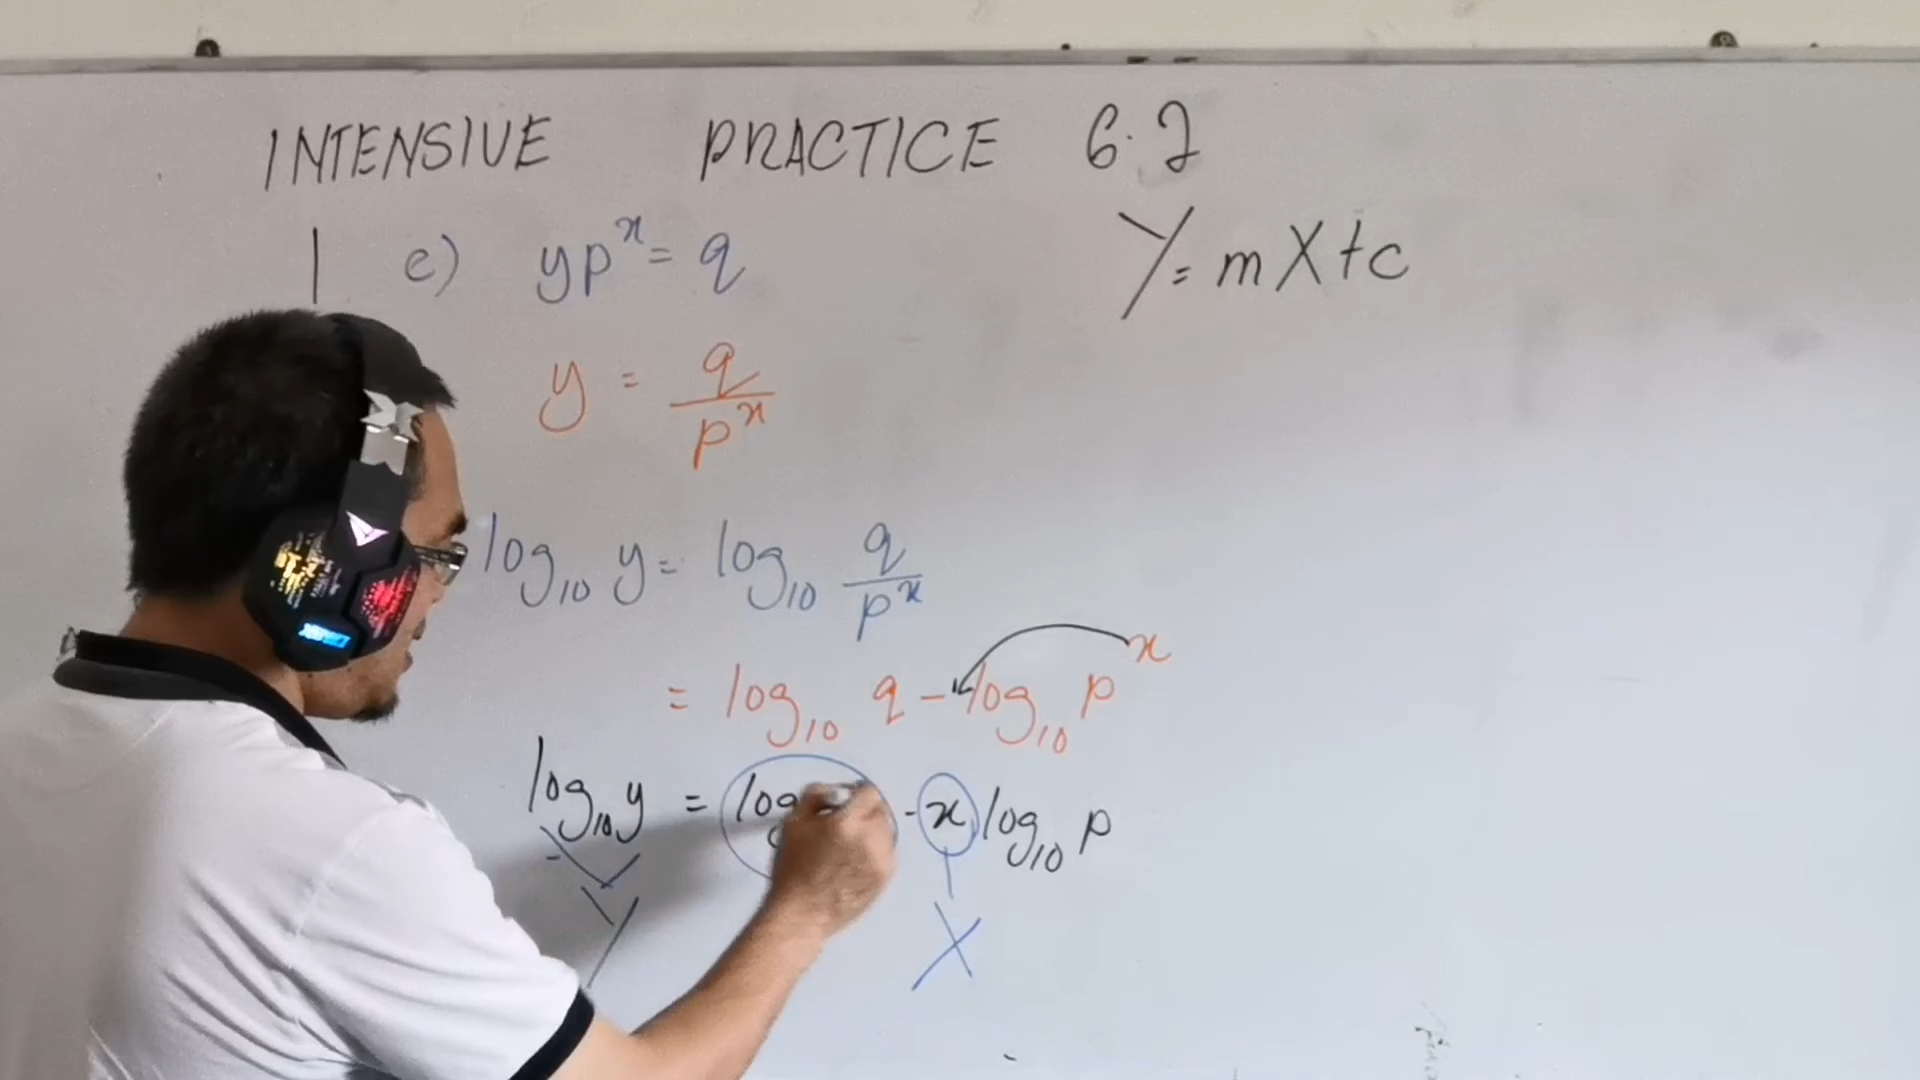 INTENSIVE PRACTICE 6.2
1 e) yp^x = q
Y = mX + c
y = q/p^x
log₁₀ y = log₁₀ q/p^x
= log₁₀ q - log₁₀ p^x
log₁₀ y = log - x log₁₀ p
Y X